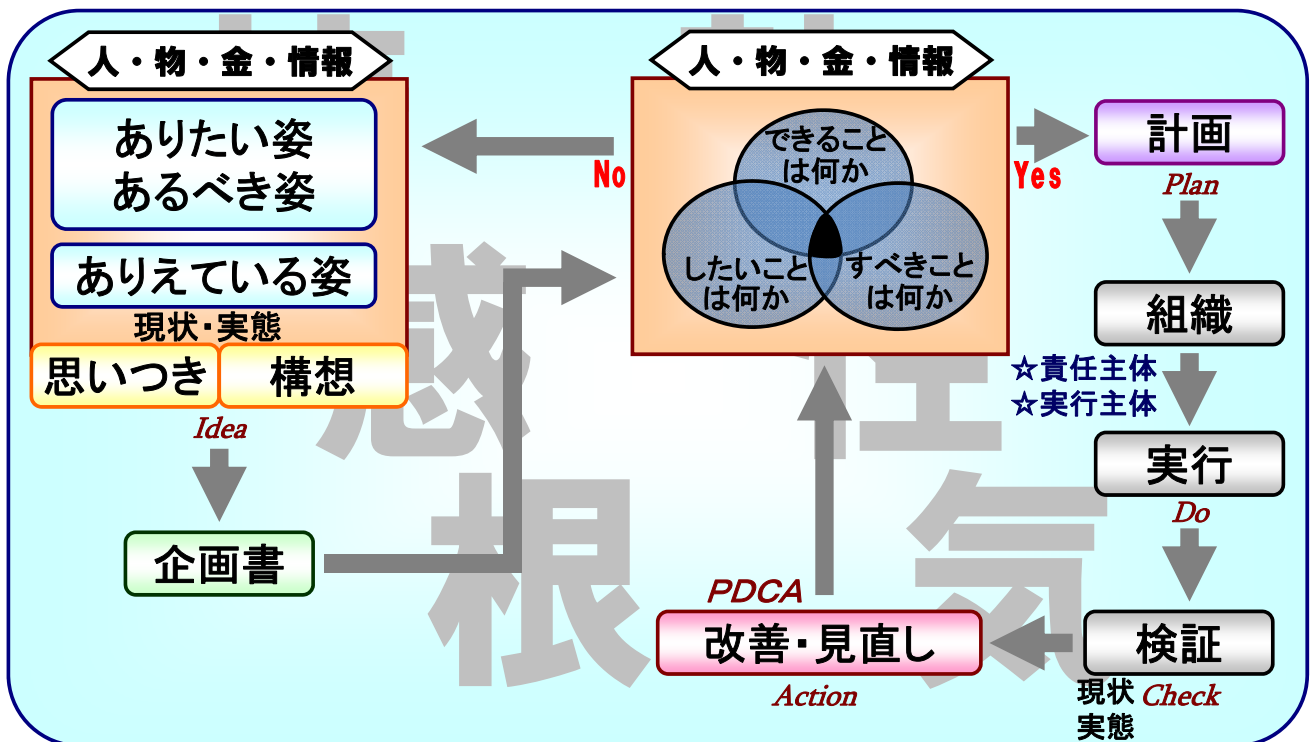 人・物・金・情報
ありたい姿
あるべき姿
ありえている姿
現状・実態
思いつき
構想
Idea
企画書
人・物・金・情報
できること
は何か
したいこと
は何か
すべきこと
は何か
No
Yes
計画
Plan
組織
☆責任主体
☆実行主体
実行
Do
検証
Check
現状
実態
PDCA
改善・見直し
Action
感
任
根
気